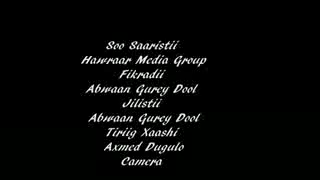 Soo Saaristii
Hawraar Media Group
Fikradii
Abwaan Gurey Dool
Jilistii
Abwaan Gurey Dool
Tiriig Xaashi
Axmed Dugulo
Camera